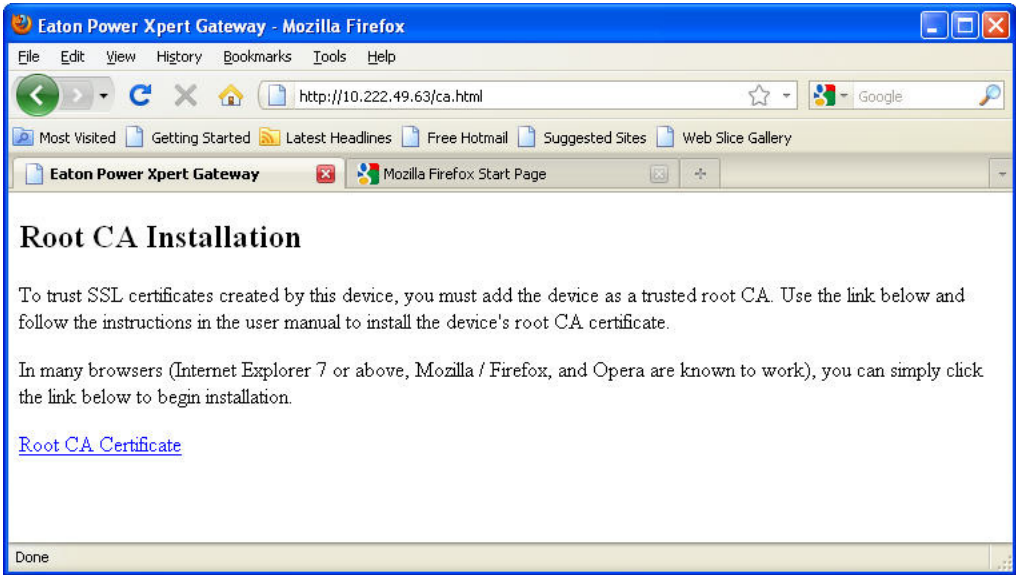 Eaton Power Xpert Gateway - Mozilla Firefox
File Edit View History Bookmarks Tools Help
http://10.222.49.63/ca.html Google
Most Visited Getting Started Latest Headlines Free Hotmail Suggested Sites Web Slice Gallery
Eaton Power Xpert Gateway Mozilla Firefox Start Page
Root CA Installation
To trust SSL certificates created by this device, you must add the device as a trusted root CA. Use the link below and
follow the instructions in the user manual to install the device's root CA certificate.
In many browsers (Internet Explorer 7 or above, Mozilla / Firefox, and Opera are known to work), you can simply click
the link below to begin installation.
Root CA Certificate
Done